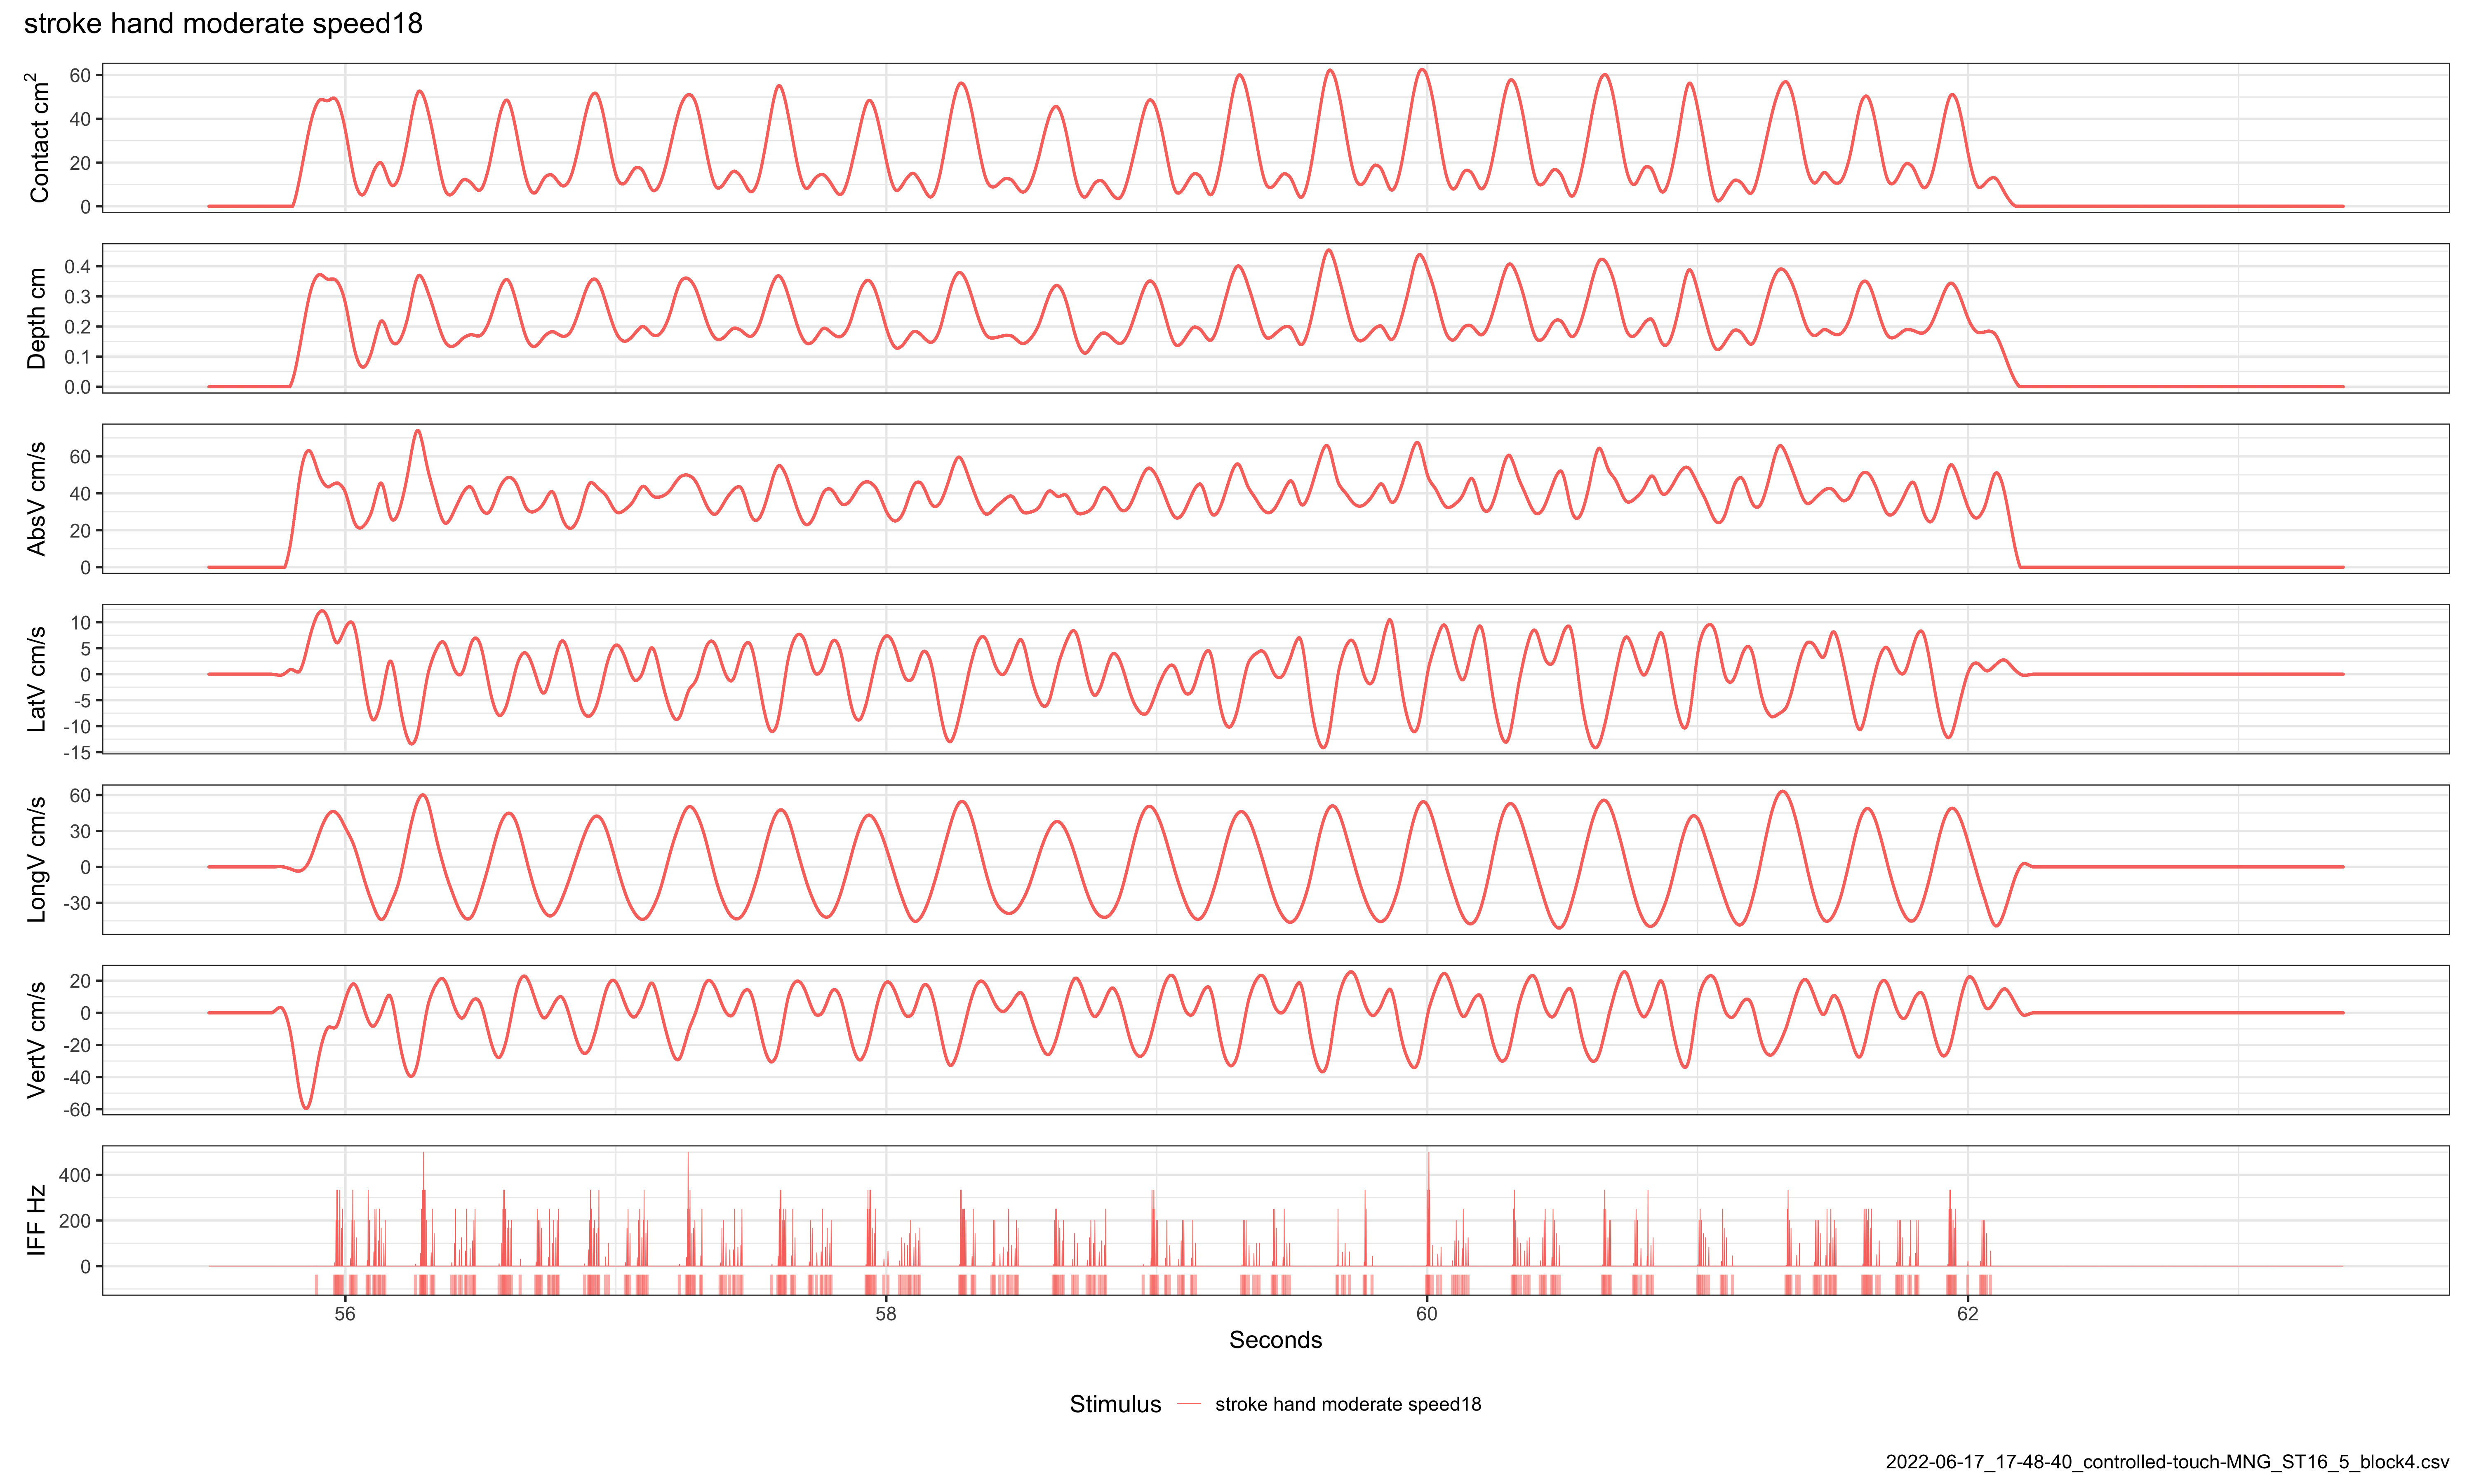 stroke hand moderate speed18
Contact cm²
60
40
20
0
Depth cm
0.4
0.3
0.2
0.1
0.0
AbsV cm/s
60
40
20
0
LatV cm/s
10
5
0
-5
-10
-15
LongV cm/s
60
30
0
-30
VertV cm/s
20
0
-20
-40
-60
IFF Hz
400
200
0
56 58 60 62
Seconds
Stimulus stroke hand moderate speed18
2022-06-17_17-48-40_controlled-touch-MNG_ST16_5_block4.csv